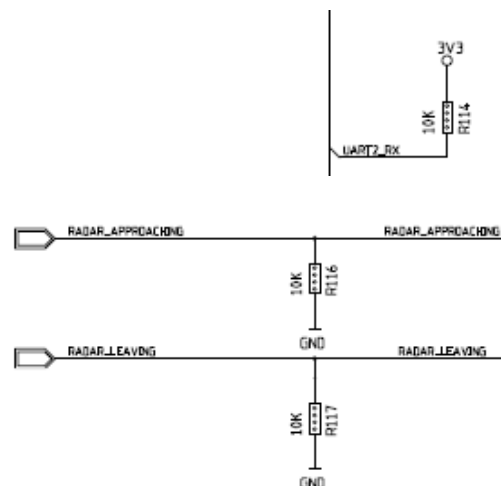 3V3
10K
R114
UART2_RX
RADAR_APPROACHING
RADAR_APPROACHING
10K
R116
GND
RADAR_LEAVING
RADAR_LEAVING
10K
R117
GND